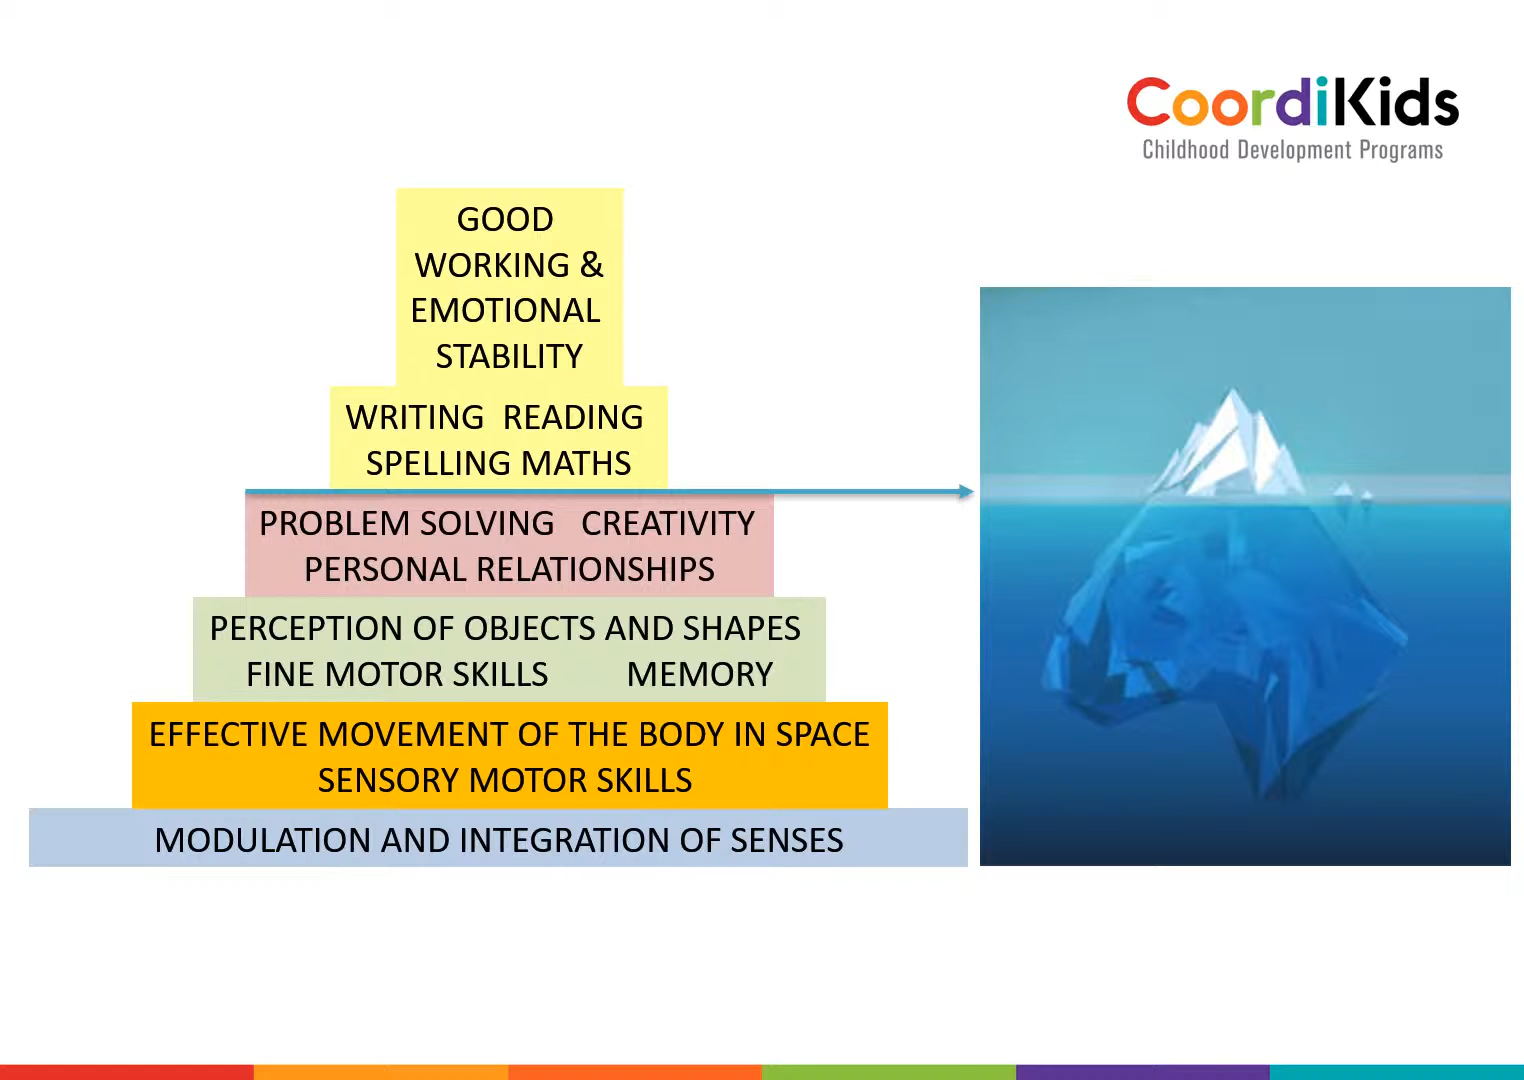 CoordiKids
Childhood Development Programs
GOOD
WORKING &
EMOTIONAL
STABILITY
WRITING READING
SPELLING MATHS
PROBLEM SOLVING CREATIVITY
PERSONAL RELATIONSHIPS
PERCEPTION OF OBJECTS AND SHAPES
FINE MOTOR SKILLS MEMORY
EFFECTIVE MOVEMENT OF THE BODY IN SPACE
SENSORY MOTOR SKILLS
MODULATION AND INTEGRATION OF SENSES